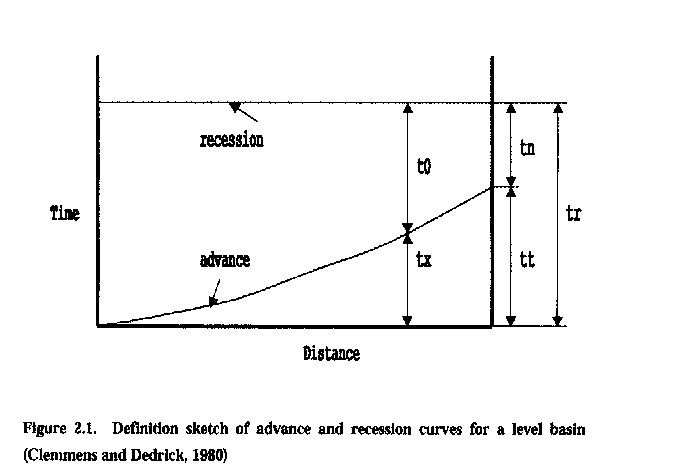 recession
t0
tn
Time
tr
advance
tx
tt
Distance
Figure 2.1. Definition sketch of advance and recession curves for a level basin
(Clemmens and Dedrick, 1980)